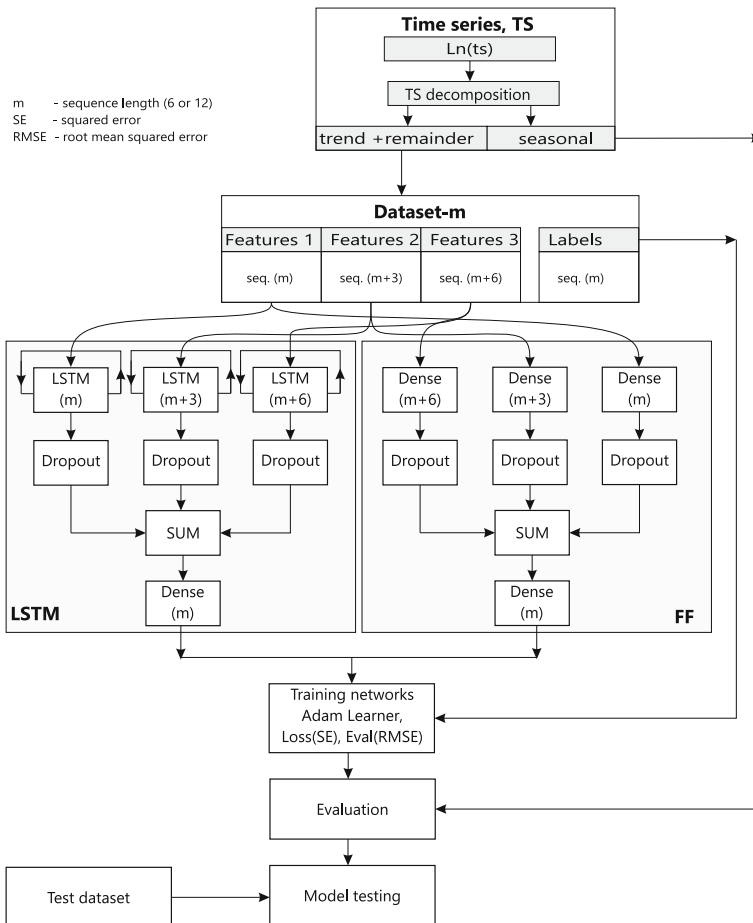 Time series, TS
Ln(ts)
TS decomposition
trend +remainder
seasonal
m - sequence length (6 or 12)
SE - squared error
RMSE - root mean squared error
Dataset-m
Features 1
Features 2
Features 3
Labels
seq. (m)
seq. (m+3)
seq. (m+6)
seq. (m)
LSTM
(m)
LSTM
(m+3)
LSTM
(m+6)
Dense
(m+6)
Dense
(m+3)
Dense
(m)
Dropout
Dropout
Dropout
Dropout
Dropout
Dropout
SUM
SUM
Dense
(m)
Dense
(m)
LSTM
FF
Training networks
Adam Learner,
Loss(SE), Eval(RMSE)
Evaluation
Test dataset
Model testing